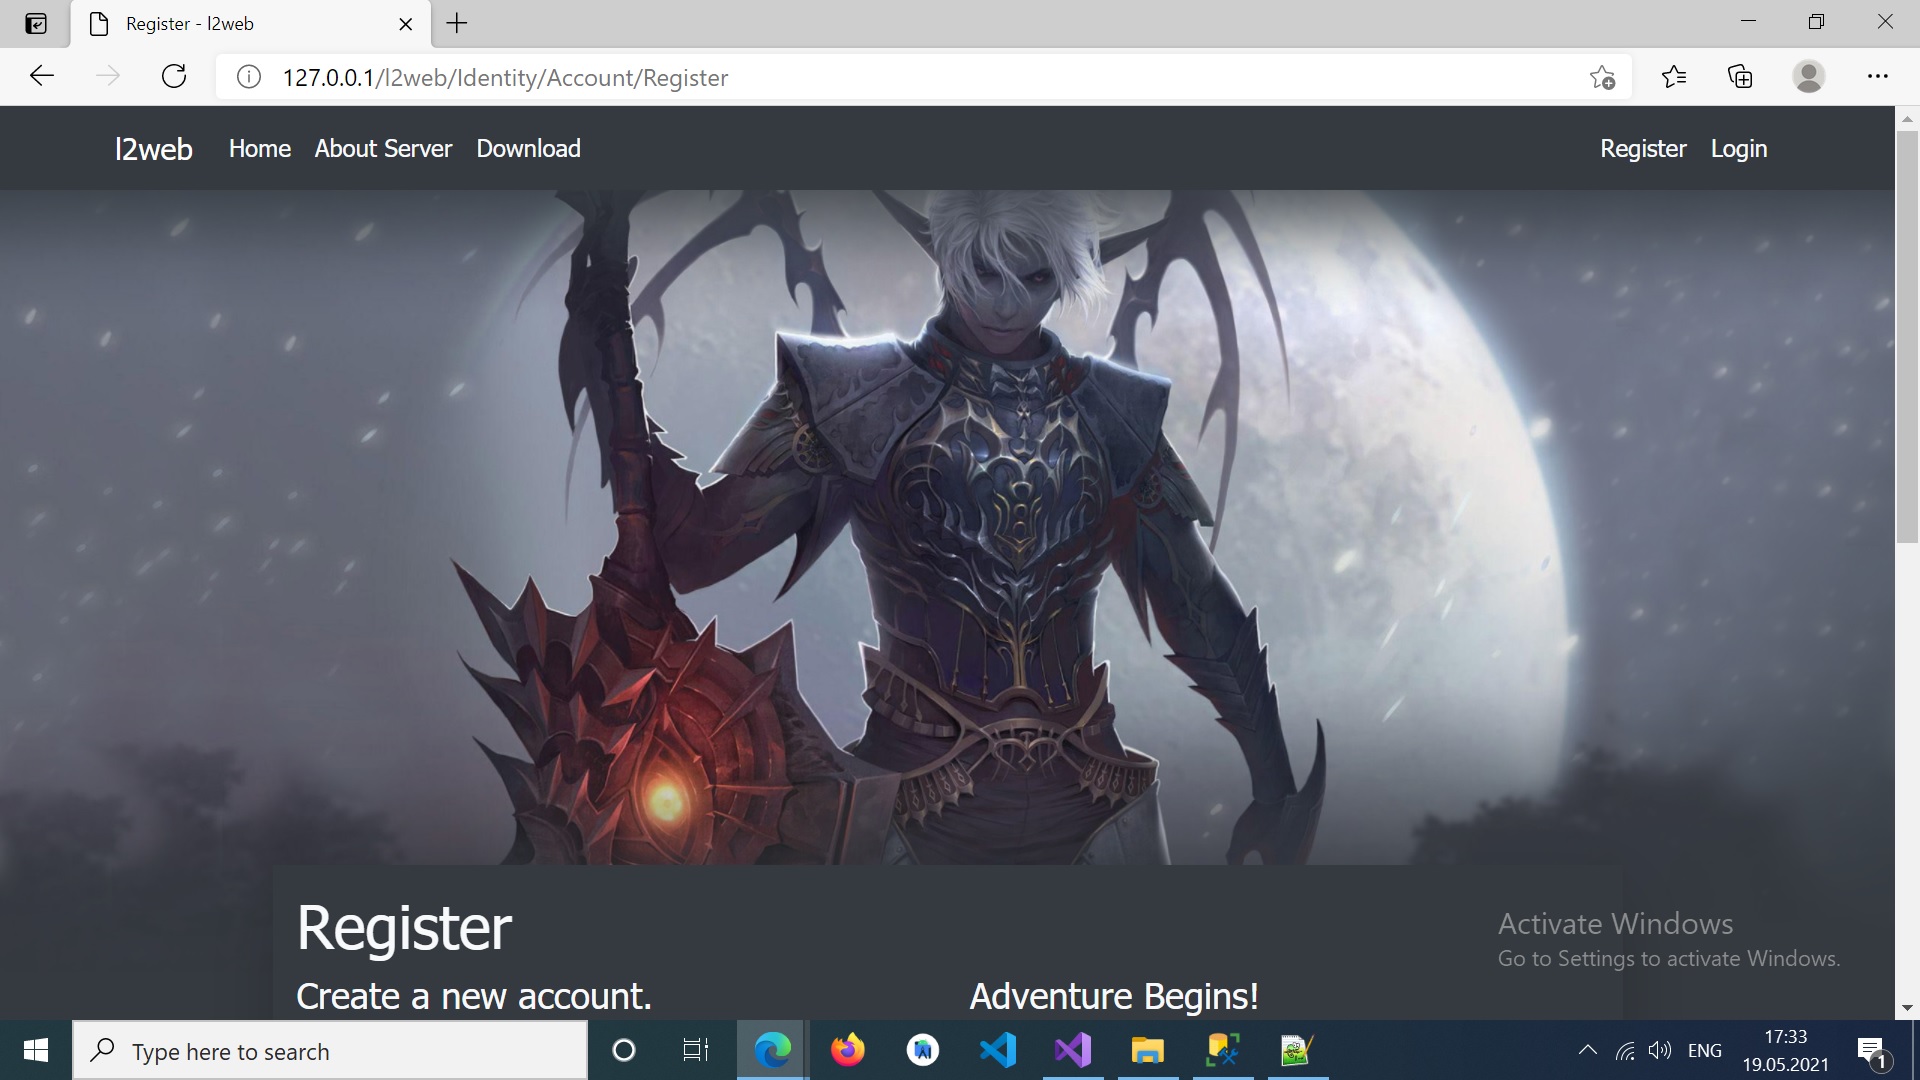 Register - l2web
127.0.0.1/l2web/Identity/Account/Register
l2web Home About Server Download Register Login
Register
Create a new account.
Adventure Begins!
Activate Windows
Go to Settings to activate Windows.
Type here to search
ENG
17:33
19.05.2021
1